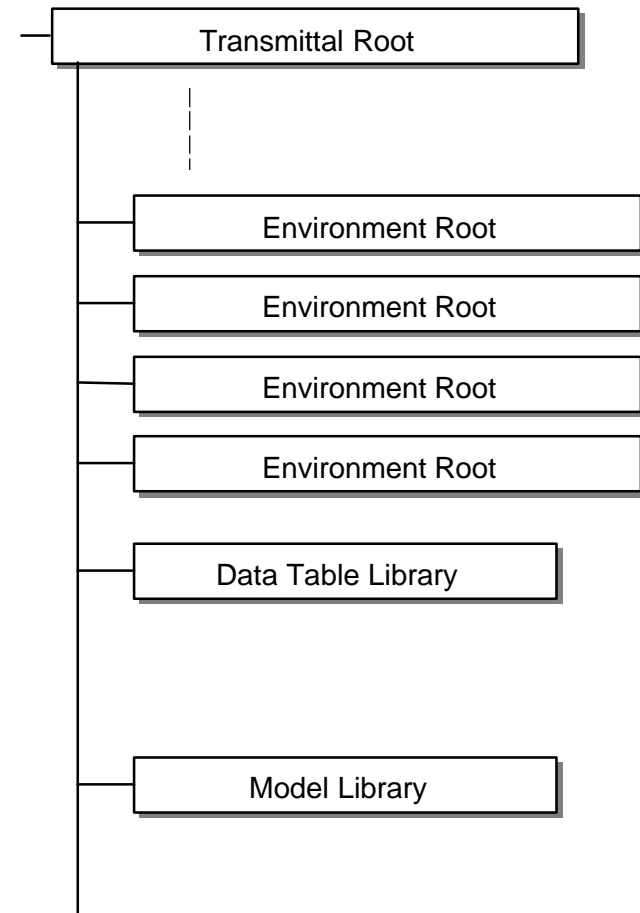 Transmittal Root
Environment Root
Environment Root
Environment Root
Environment Root
Data Table Library
Model Library